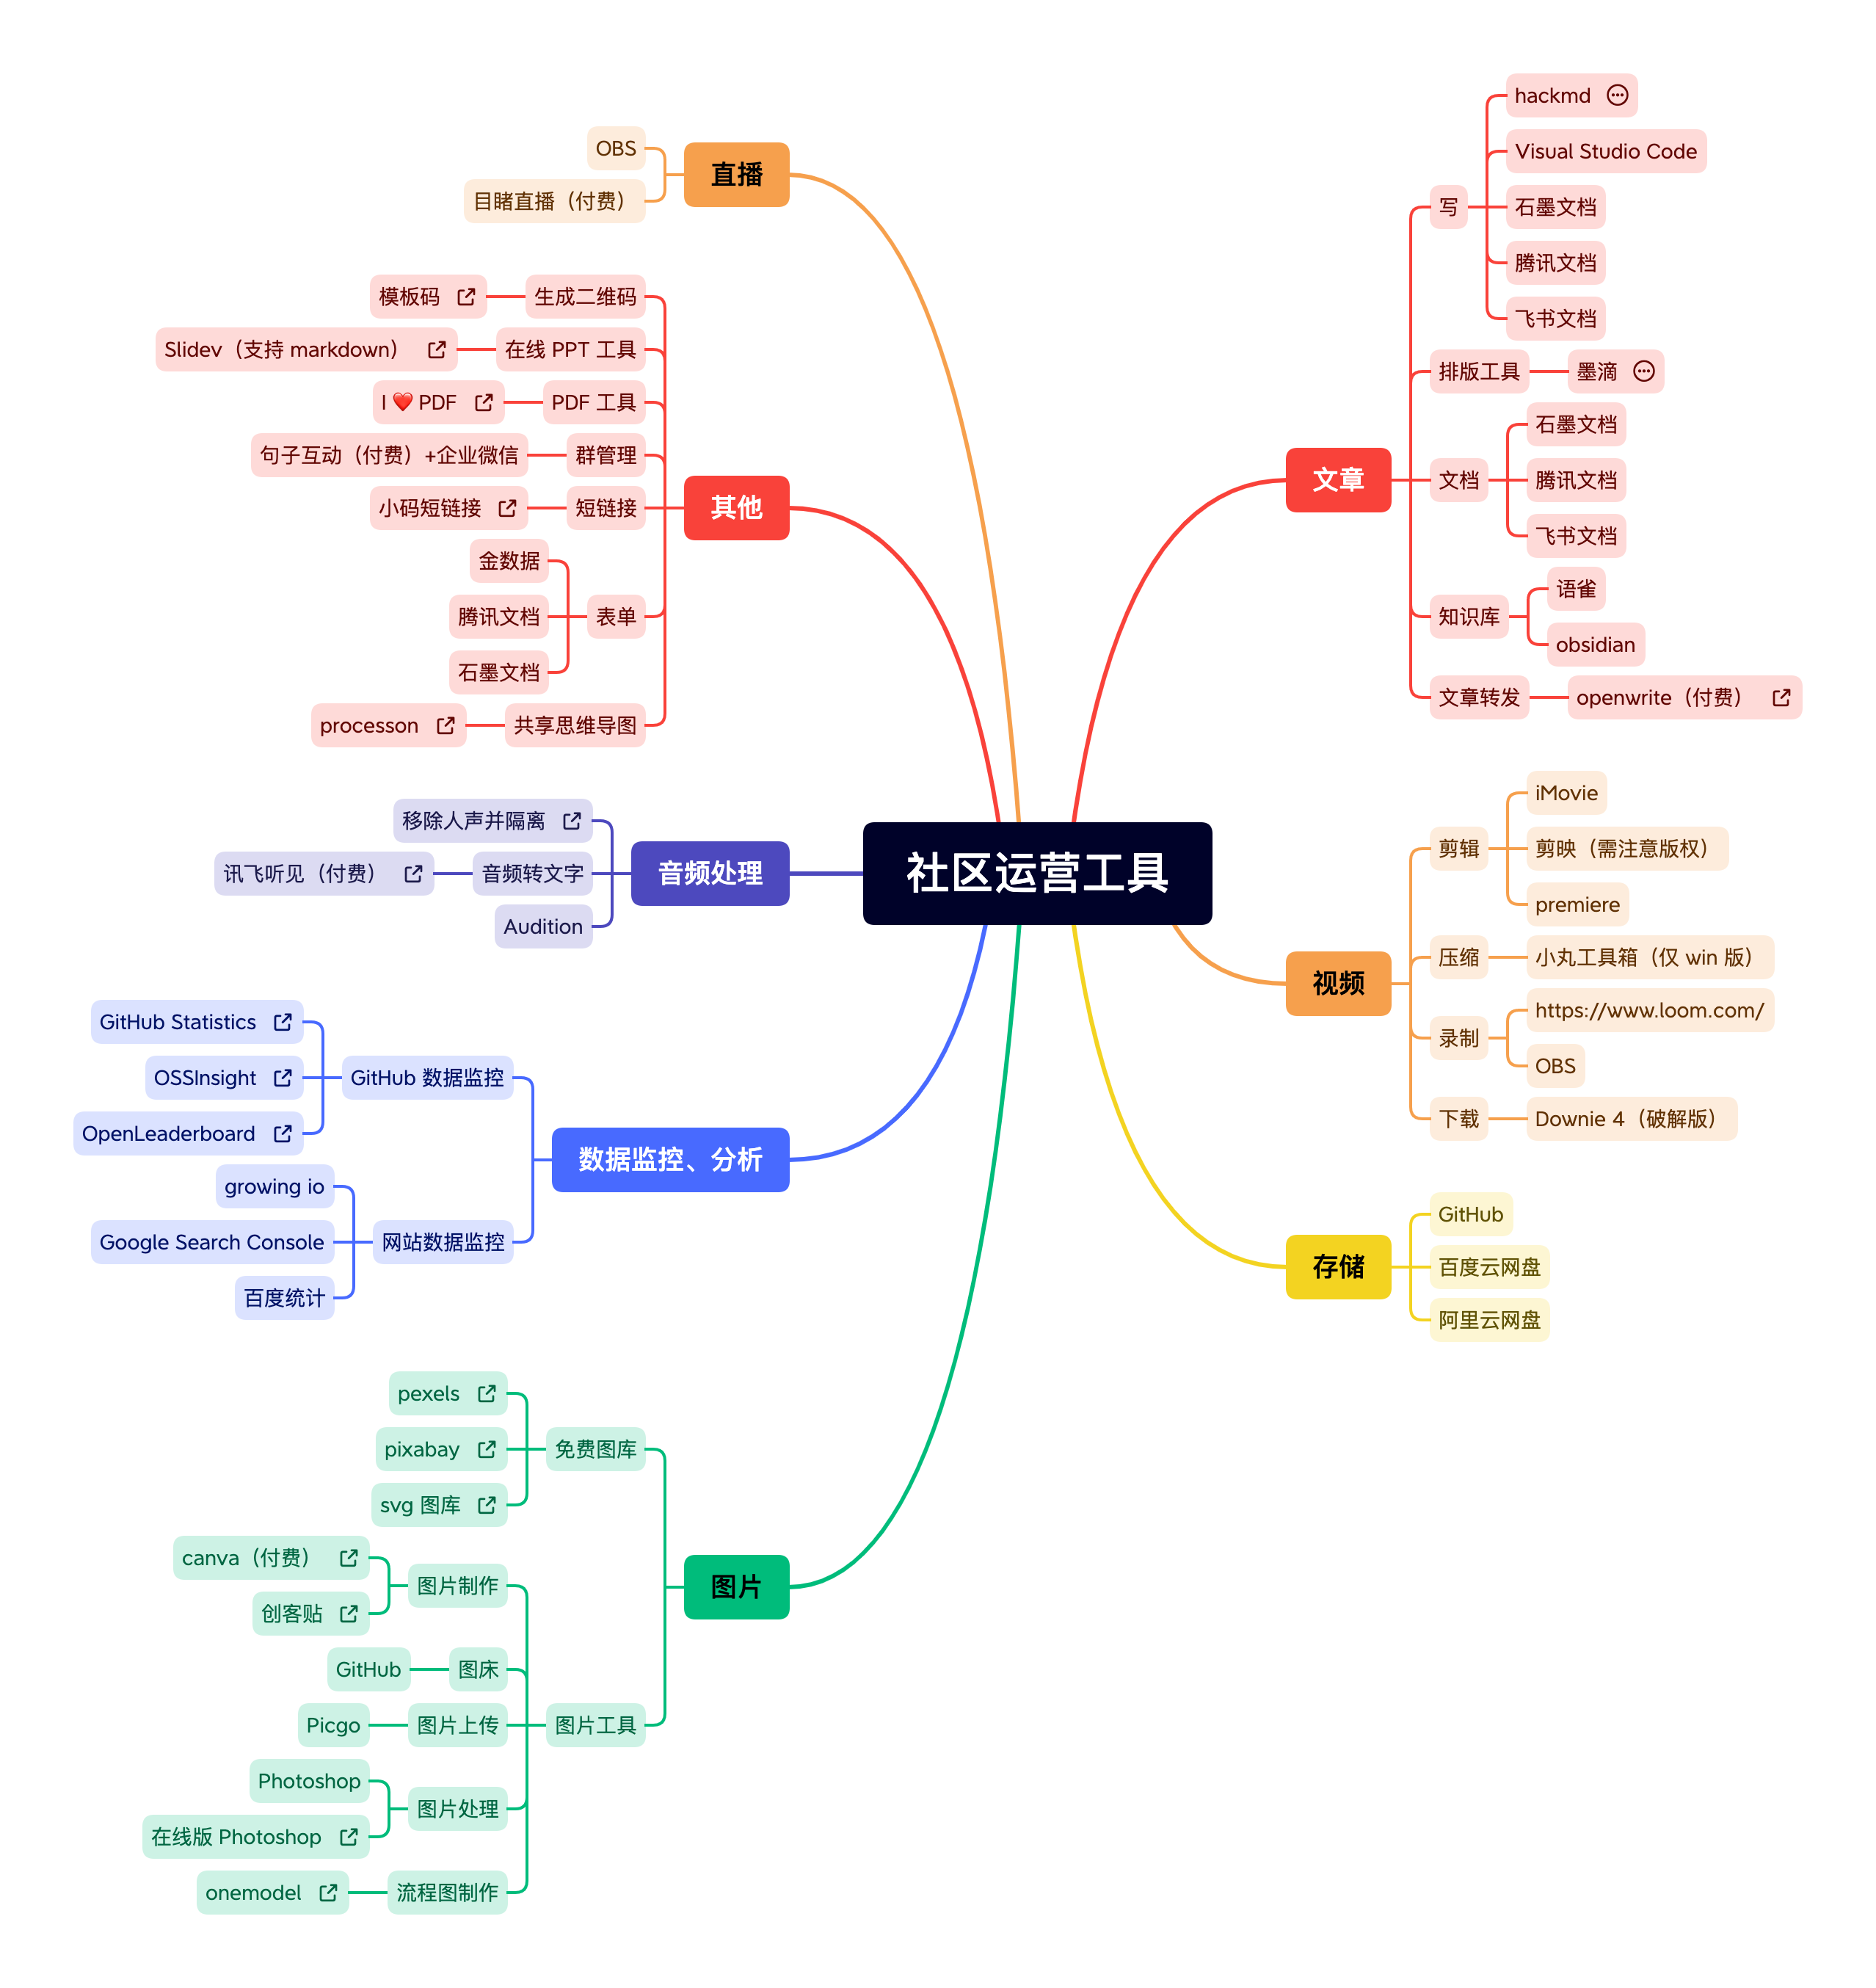 社区运营工具
文章
写
hackmd
Visual Studio Code
石墨文档
腾讯文档
飞书文档
排版工具
墨滴
文档
石墨文档
腾讯文档
飞书文档
知识库
语雀
obsidian
文章转发
openwrite（付费）
视频
剪辑
iMovie
剪映（需注意版权）
premiere
压缩
小丸工具箱（仅 win 版）
录制
https://www.loom.com/
OBS
下载
Downie 4（破解版）
存储
GitHub
百度云网盘
阿里云网盘
直播
OBS
目睹直播（付费）
其他
生成二维码
模板码
在线 PPT 工具
Slidev（支持 markdown）
PDF 工具
I ❤️ PDF
群管理
句子互动（付费）+企业微信
短链接
小码短链接
表单
金数据
腾讯文档
石墨文档
共享思维导图
processon
音频处理
移除人声并隔离
音频转文字
讯飞听见（付费）
Audition
数据监控、分析
GitHub 数据监控
GitHub Statistics
OSSInsight
OpenLeaderboard
网站数据监控
growing io
Google Search Console
百度统计
图片
免费图库
pexels
pixabay
svg 图库
图片工具
图片制作
canva（付费）
创客贴
图床
GitHub
图片上传
Picgo
图片处理
Photoshop
在线版 Photoshop
流程图制作
onemodel